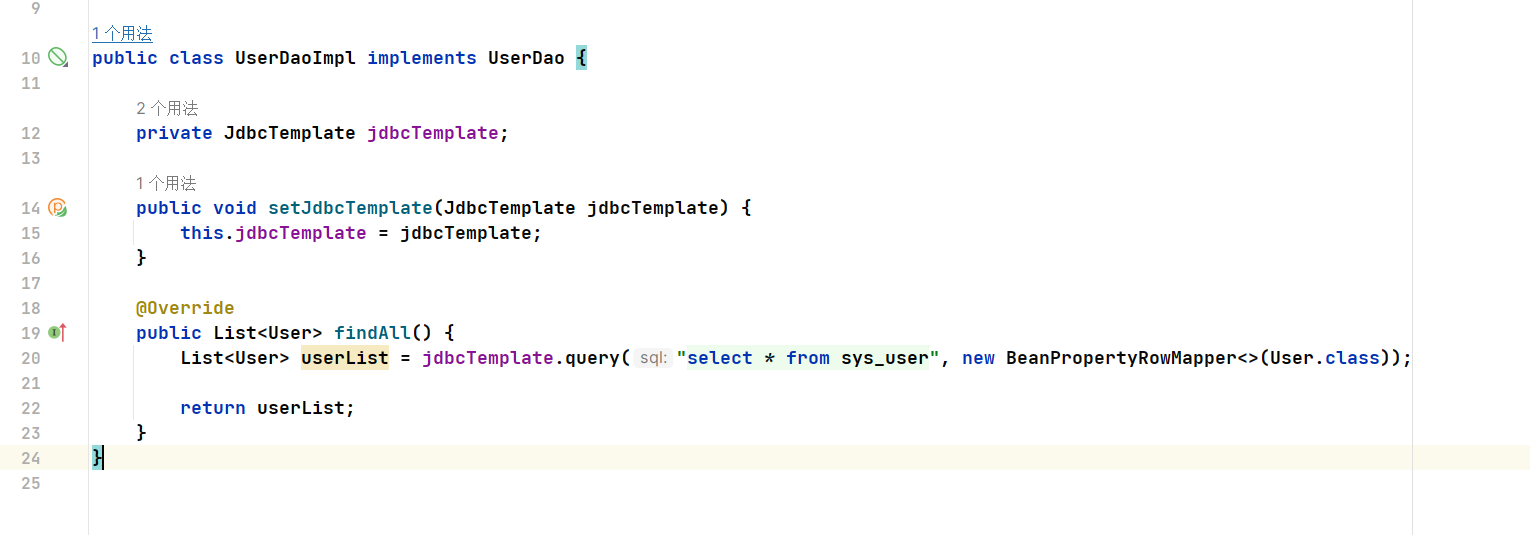 9
1 个用法
10 public class UserDaoImpl implements UserDao {
11
2 个用法
12 private JdbcTemplate jdbcTemplate;
13
1 个用法
14 public void setJdbcTemplate(JdbcTemplate jdbcTemplate) {
15 this.jdbcTemplate = jdbcTemplate;
16 }
17
18 @Override
19 public List<User> findAll() {
20 List<User> userList = jdbcTemplate.query( sql: "select * from sys_user", new BeanPropertyRowMapper<>(User.class));
21
22 return userList;
23 }
24 }
25